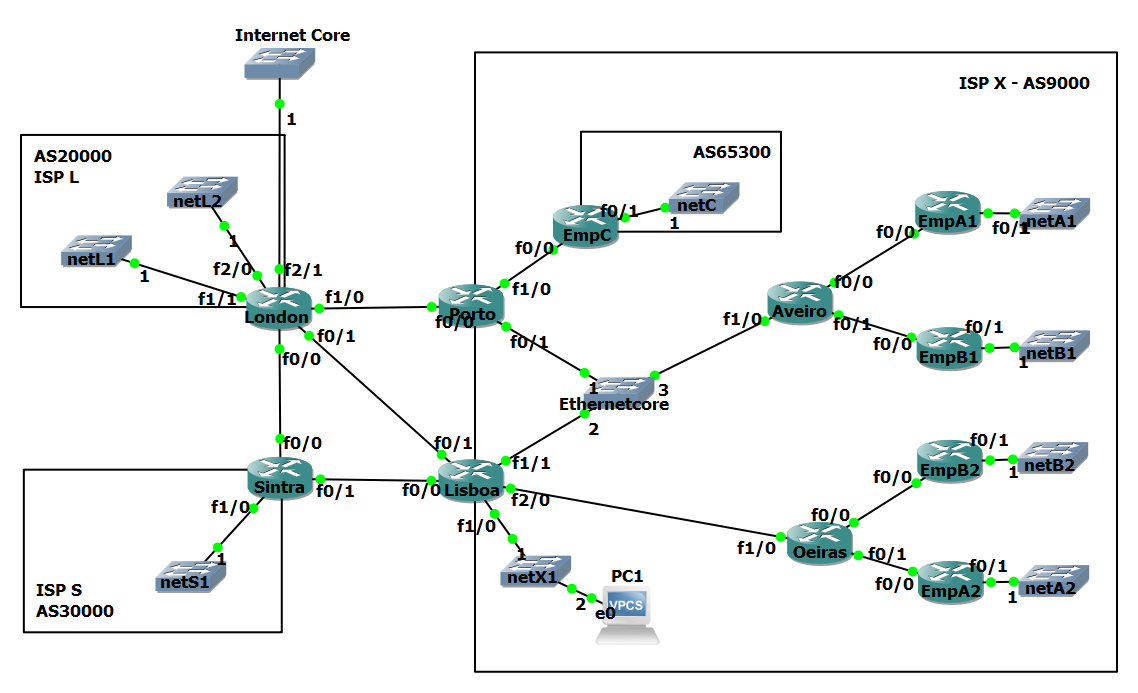 Internet Core
1
ISP X - AS9000
AS20000
ISP L
AS65300
netL2
1
netL1
1
f2/0
f2/1
f1/1
London
f1/0
f0/1
f0/0
netC
1
f0/1
EmpC
f0/0
f1/0
Porto
f0/0
f0/1
EmpA1
f0/0
f0/1
netA1
1
f0/0
Aveiro
f1/0
f0/1
f0/0
EmpB1
f0/1
netB1
1
1
3
Ethernetcore
2
f0/0
Sintra
f0/1
f1/0
f0/1
f0/0
Lisboa
f1/1
f2/0
f1/0
f0/1
EmpB2
f0/0
netB2
1
f0/0
Oeiras
f1/0
f0/1
f0/0
EmpA2
f0/1
netA2
1
1
netS1
ISP S
AS30000
1
netX1
2
PC1
VPCS
e0